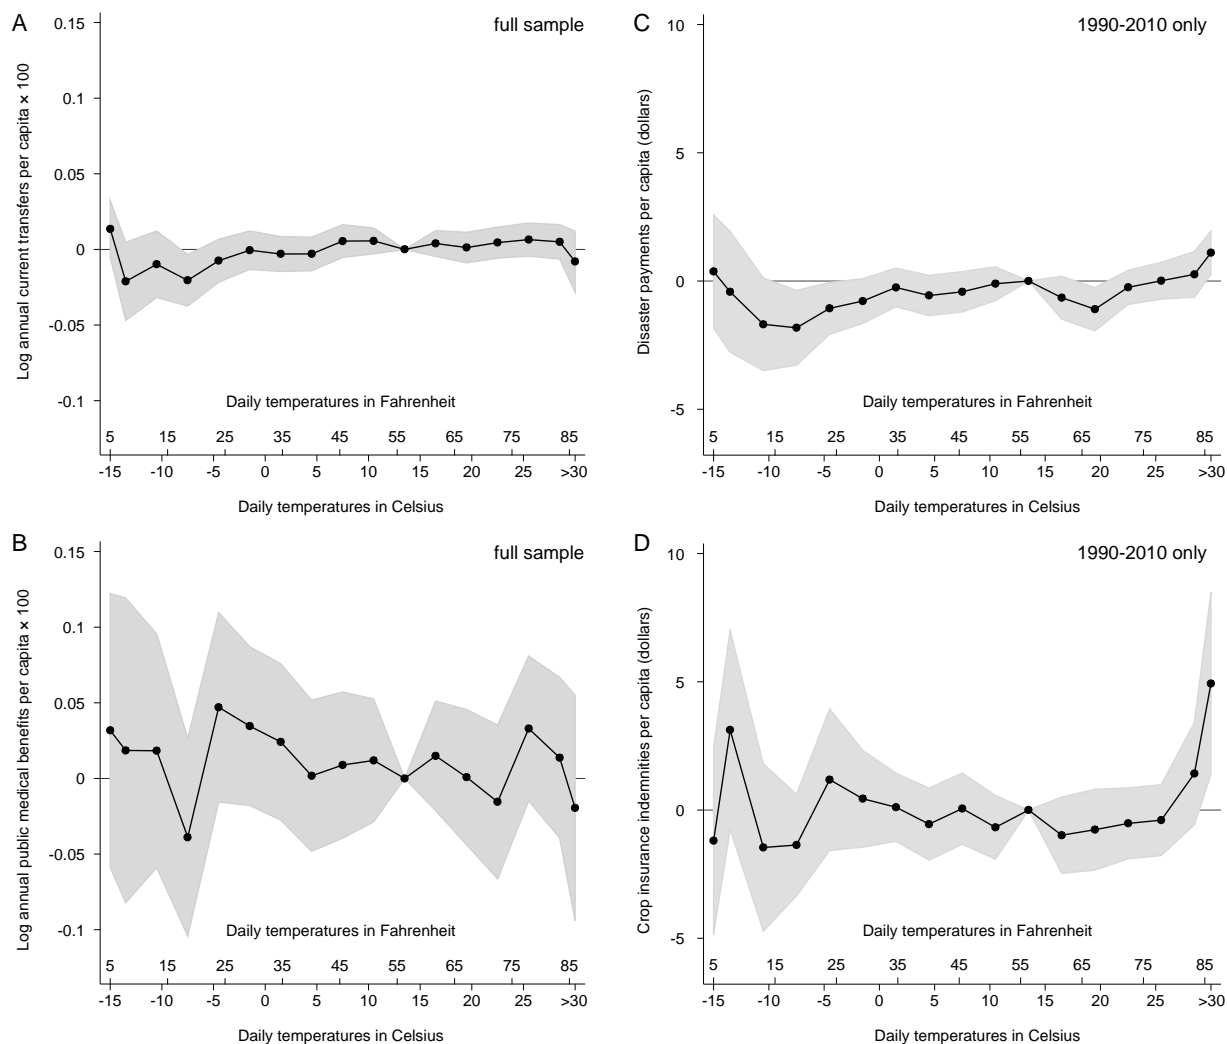 A
full sample
Log annual current transfers per capita × 100
0.15
0.1
0.05
0
-0.05
-0.1
Daily temperatures in Fahrenheit
5 15 25 35 45 55 65 75 85
-15 -10 -5 0 5 10 15 20 25 >30
Daily temperatures in Celsius
C
1990-2010 only
Disaster payments per capita (dollars)
10
5
0
-5
Daily temperatures in Fahrenheit
5 15 25 35 45 55 65 75 85
-15 -10 -5 0 5 10 15 20 25 >30
Daily temperatures in Celsius
B
full sample
Log annual public medical benefits per capita × 100
0.15
0.1
0.05
0
-0.05
-0.1
Daily temperatures in Fahrenheit
5 15 25 35 45 55 65 75 85
-15 -10 -5 0 5 10 15 20 25 >30
Daily temperatures in Celsius
D
1990-2010 only
Crop insurance indemnities per capita (dollars)
10
5
0
-5
Daily temperatures in Fahrenheit
5 15 25 35 45 55 65 75 85
-15 -10 -5 0 5 10 15 20 25 >30
Daily temperatures in Celsius